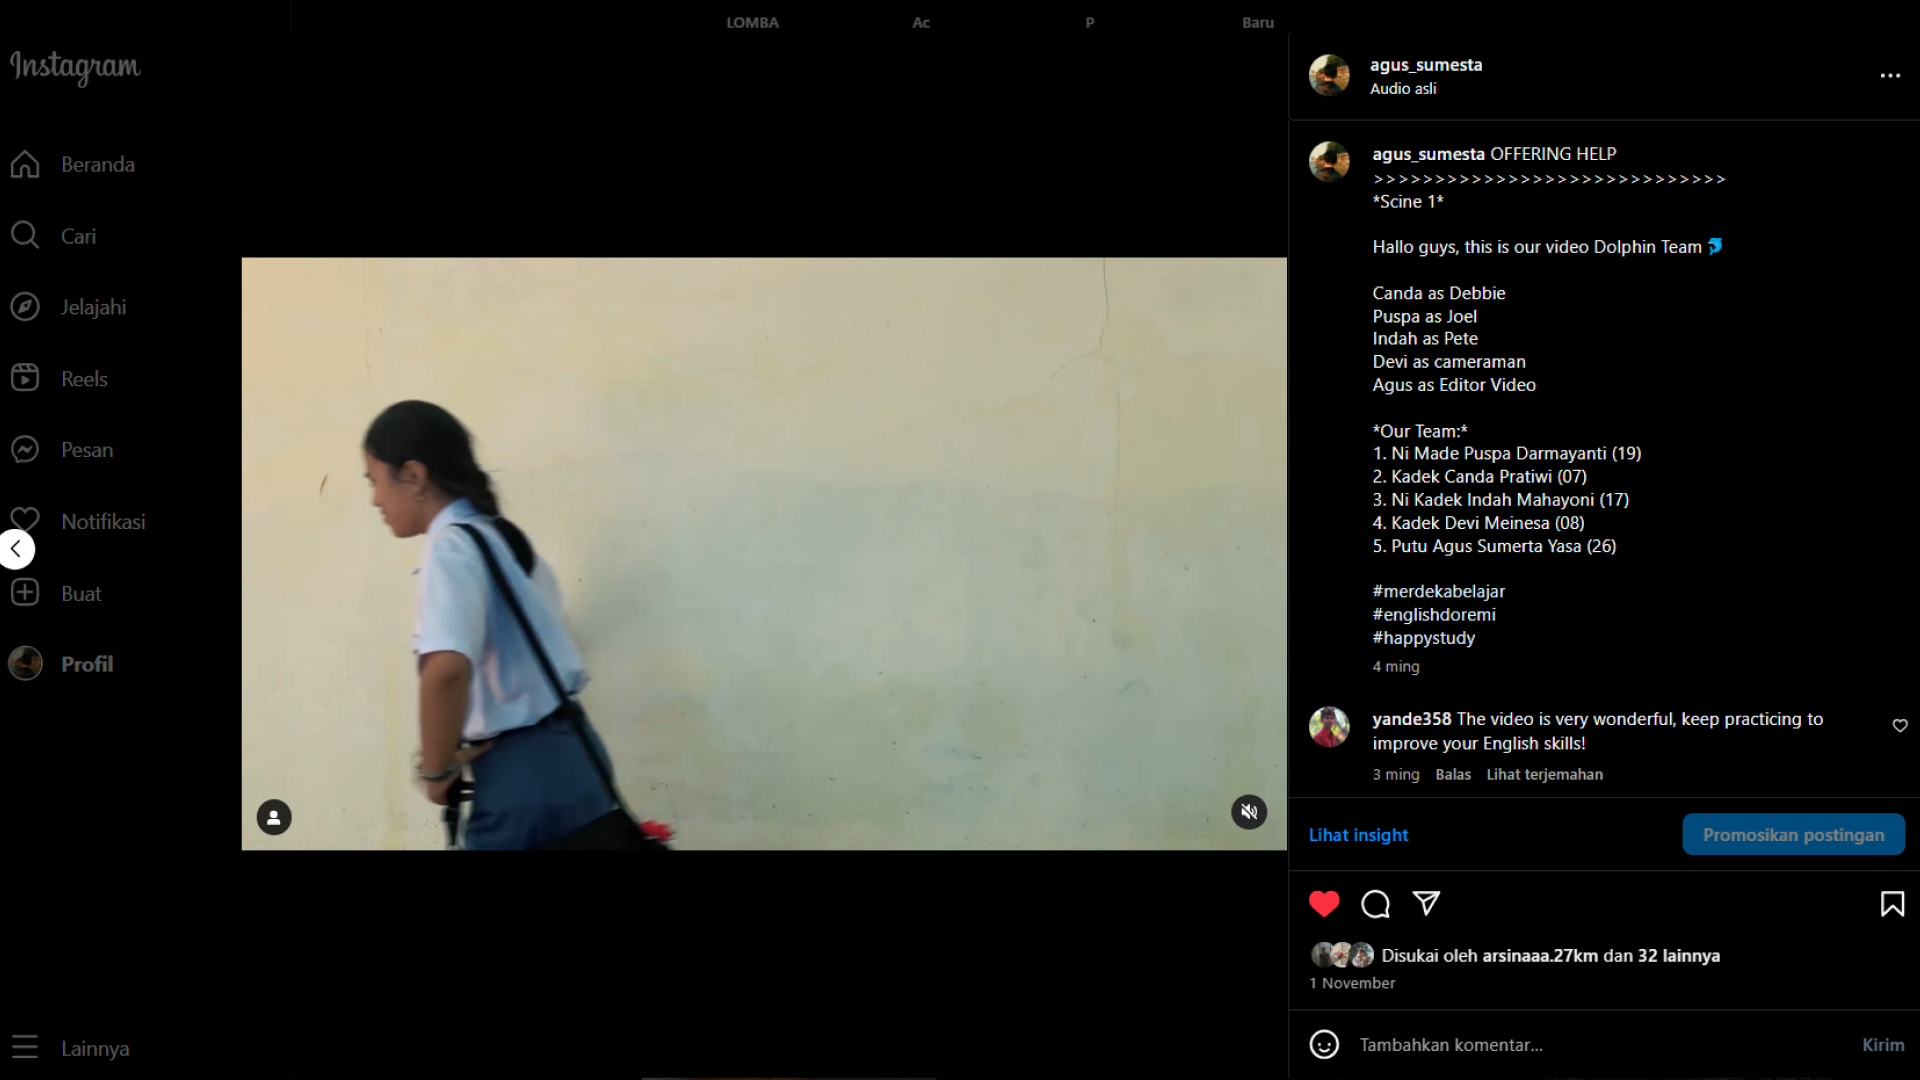 LOMBA
Ac
P
Baru
Instagram
Beranda
Cari
Jelajahi
Reels
Pesan
Notifikasi
Buat
Profil
Lainnya
agus_sumesta
Audio asli
agus_sumesta OFFERING HELP
>>>>>>>>>>>>>>>>>>>>>>>>>>>>>
*Scine 1*
Hallo guys, this is our video Dolphin Team 🐬
Canda as Debbie
Puspa as Joel
Indah as Pete
Devi as cameraman
Agus as Editor Video
*Our Team:*
1. Ni Made Puspa Darmayanti (19)
2. Kadek Canda Pratiwi (07)
3. Ni Kadek Indah Mahayoni (17)
4. Kadek Devi Meinesa (08)
5. Putu Agus Sumerta Yasa (26)
#merdekabelajar
#englishdoremi
#happystudy
4 ming
yande358 The video is very wonderful, keep practicing to
improve your English skills!
3 ming Balas Lihat terjemahan
Lihat insight
Promosikan postingan
Disukai oleh arsinaaa.27km dan 32 lainnya
1 November
Tambahkan komentar...
Kirim